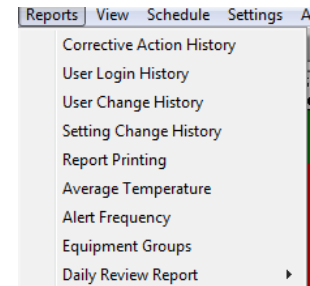 Reports View Schedule Settings
Corrective Action History
User Login History
User Change History
Setting Change History
Report Printing
Average Temperature
Alert Frequency
Equipment Groups
Daily Review Report